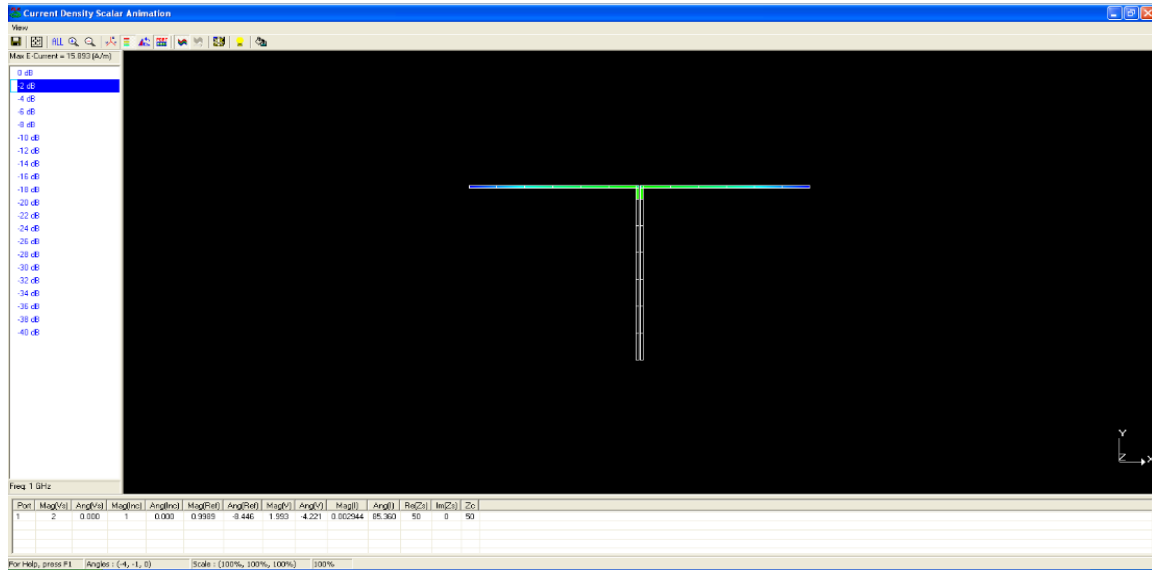 Current Density Scalar Animation
View
ALL
Max E-Current = 15.893 (A/m)
0 dB
-2 dB
-4 dB
-6 dB
-8 dB
-10 dB
-12 dB
-14 dB
-16 dB
-18 dB
-20 dB
-22 dB
-24 dB
-26 dB
-28 dB
-30 dB
-32 dB
-34 dB
-36 dB
-38 dB
-40 dB
Y
Z X
Freq: 1 GHz
Port Mag(Vs) Ang(Vs) Mag(Inc) Ang(Inc) Mag(Ref) Ang(Ref) Mag(V) Ang(V) Mag(I) Ang(I) Re(Zs) Im(Zs) Zc
1 2 0.000 1 0.000 0.9989 -8.446 1.993 -4.221 0.002944 85.360 50 0 50
For Help, press F1 Angles : (-4, -1, 0) Scale : (100%, 100%, 100%) 100%